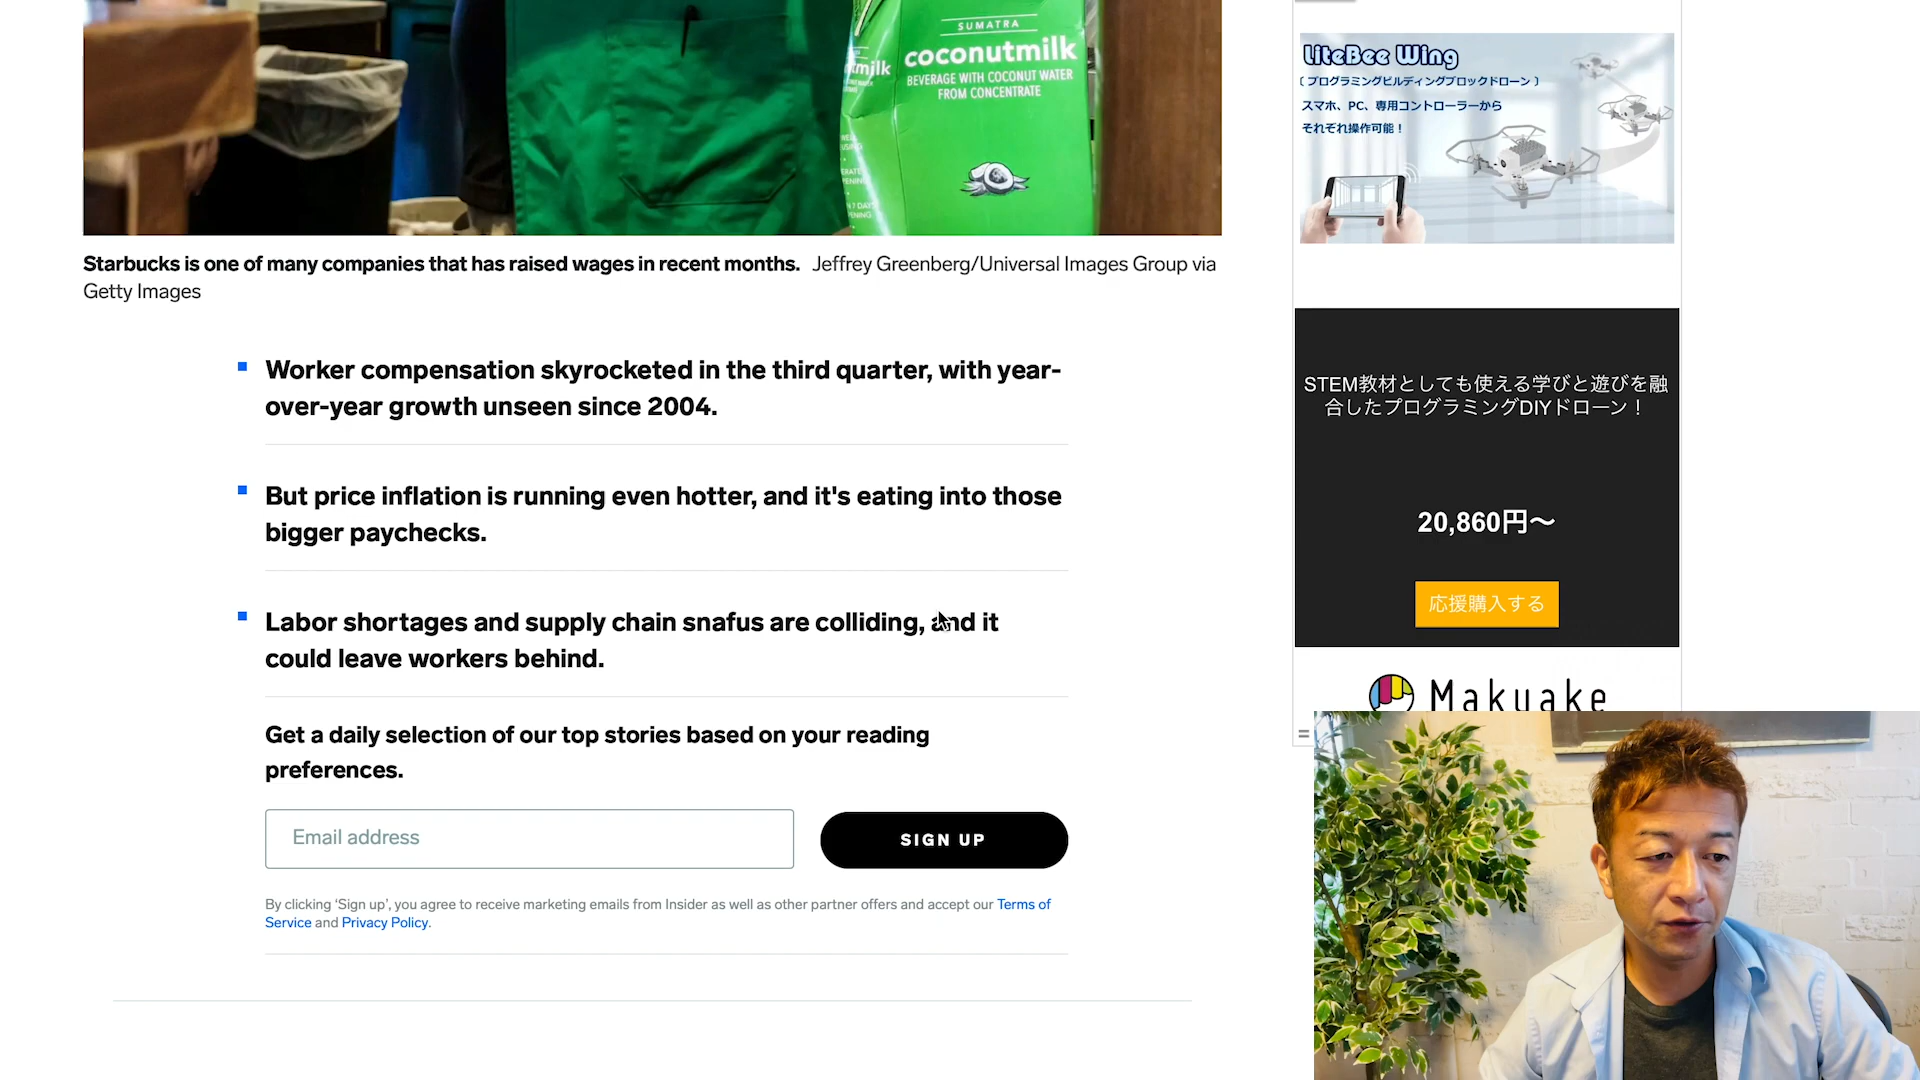 SUMATRA
coconutmilk
BEVERAGE WITH COCONUT WATER
FROM CONCENTRATE
Starbucks is one of many companies that has raised wages in recent months. Jeffrey Greenberg/Universal Images Group via
Getty Images
Worker compensation skyrocketed in the third quarter, with year-
over-year growth unseen since 2004.
But price inflation is running even hotter, and it's eating into those
bigger paychecks.
Labor shortages and supply chain snafus are colliding, and it
could leave workers behind.
Get a daily selection of our top stories based on your reading
preferences.
Email address
SIGN UP
By clicking ‘Sign up’, you agree to receive marketing emails from Insider as well as other partner offers and accept our Terms of
Service and Privacy Policy.
LiteBee Wing
〔プログラミングビルディングブロックドローン〕
スマホ、PC、専用コントローラーから
それぞれ操作可能！
STEM教材としても使える学びと遊びを融
合したプログラミングDIYドローン！
20,860円～
応援購入する
Makuake